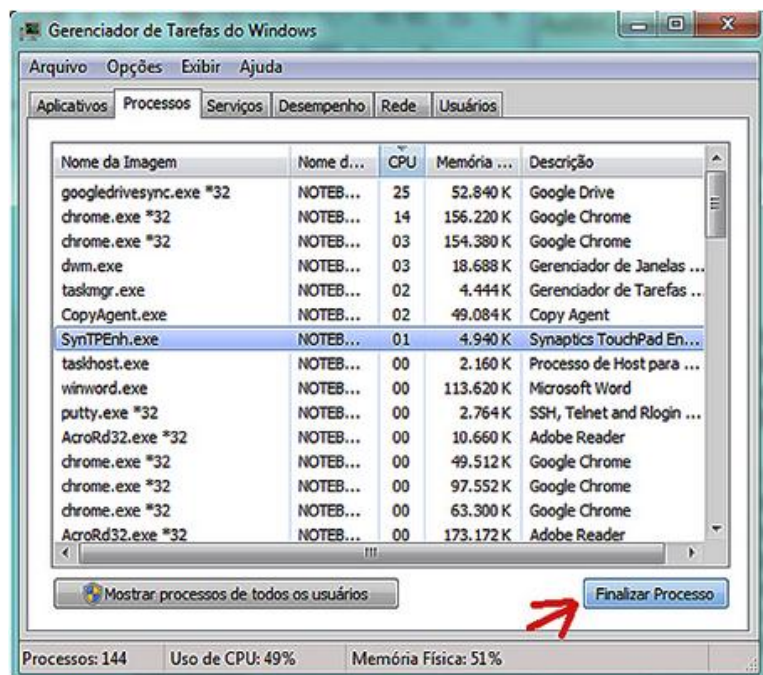 Gerenciador de Tarefas do Windows
Arquivo Opções Exibir Ajuda
Aplicativos Processos Serviços Desempenho Rede Usuários
Nome da Imagem Nome d... CPU Memória ... Descrição
googledrivesync.exe *32 NOTEB... 25 52.840 K Google Drive
chrome.exe *32 NOTEB... 14 156.220 K Google Chrome
chrome.exe *32 NOTEB... 03 154.380 K Google Chrome
dwm.exe NOTEB... 03 18.688 K Gerenciador de Janelas ...
taskmgr.exe NOTEB... 02 4.444 K Gerenciador de Tarefas ...
CopyAgent.exe NOTEB... 02 49.084 K Copy Agent
SynTPEnh.exe NOTEB... 01 4.940 K Synaptics TouchPad En...
taskhost.exe NOTEB... 00 2.160 K Processo de Host para ...
winword.exe NOTEB... 00 113.620 K Microsoft Word
putty.exe *32 NOTEB... 00 2.764 K SSH, Telnet and Rlogin ...
AcroRd32.exe *32 NOTEB... 00 10.660 K Adobe Reader
chrome.exe *32 NOTEB... 00 49.512 K Google Chrome
chrome.exe *32 NOTEB... 00 97.552 K Google Chrome
chrome.exe *32 NOTEB... 00 63.300 K Google Chrome
AcroRd32.exe *32 NOTEB... 00 173.172 K Adobe Reader
Mostrar processos de todos os usuários Finalizar Processo
Processos: 144 Uso de CPU: 49% Memória Física: 51%